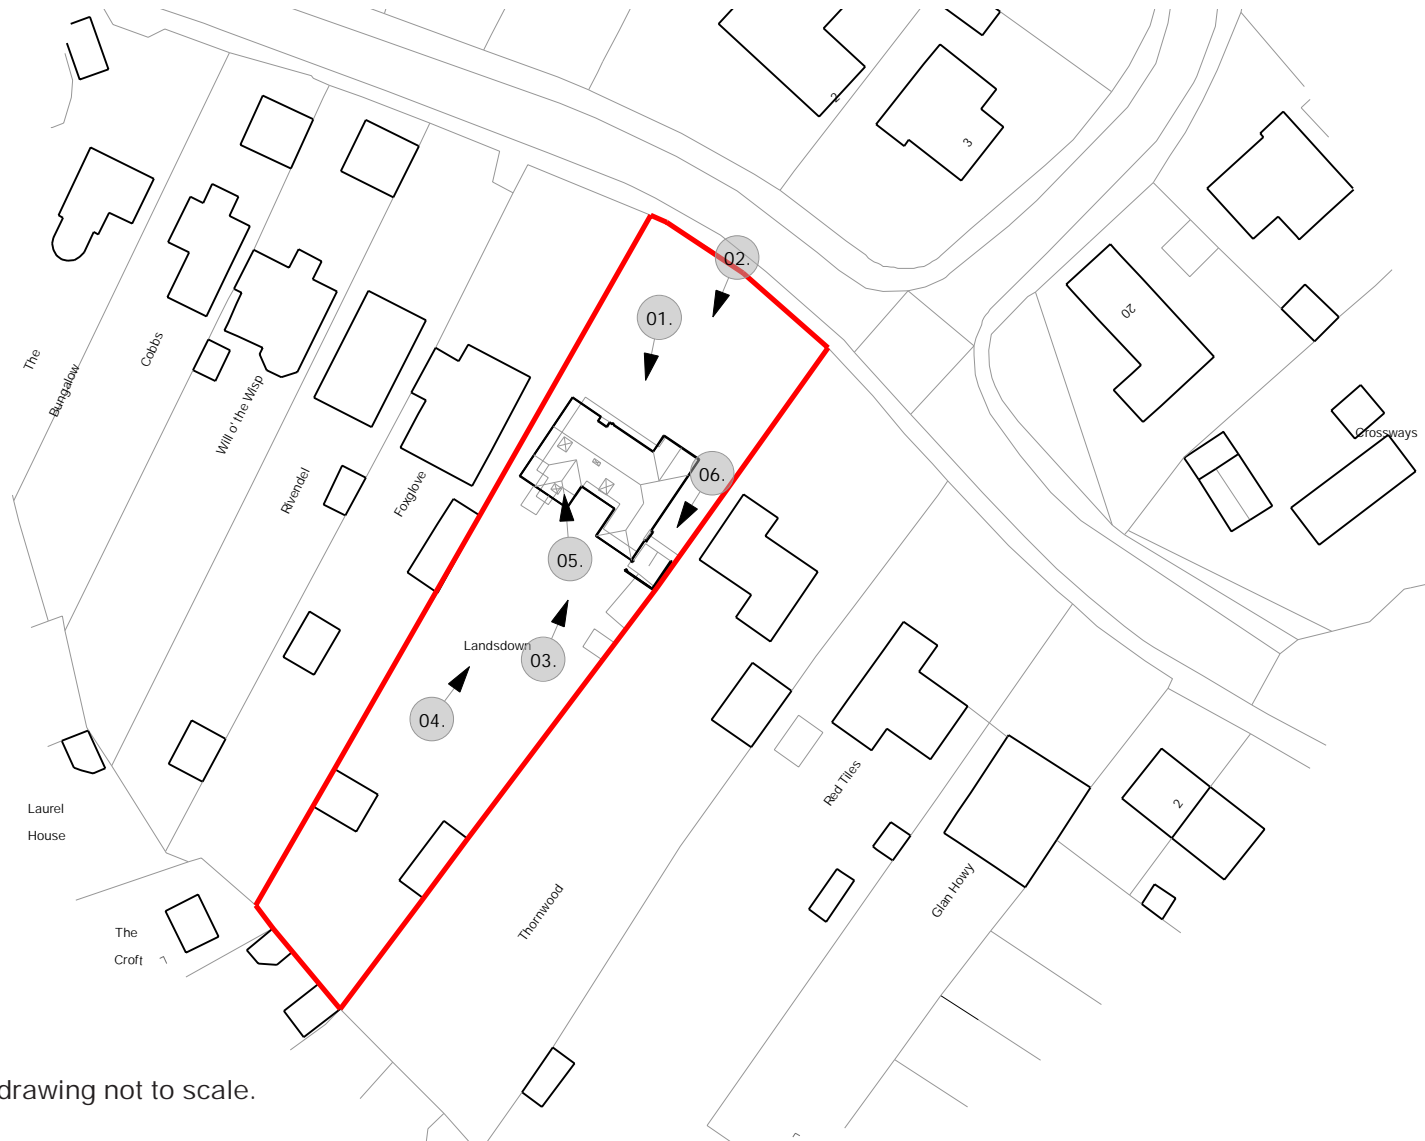 2
3
02.
01.
20
The
Bungalow
Cobbs
Will o' the Wisp
Rivendel
Foxglove
Crossways
06.
05.
Landsdown
03.
04.
Laurel
House
Red Tiles
2
Glan Howy
Thornwood
The
Croft
drawing not to scale.